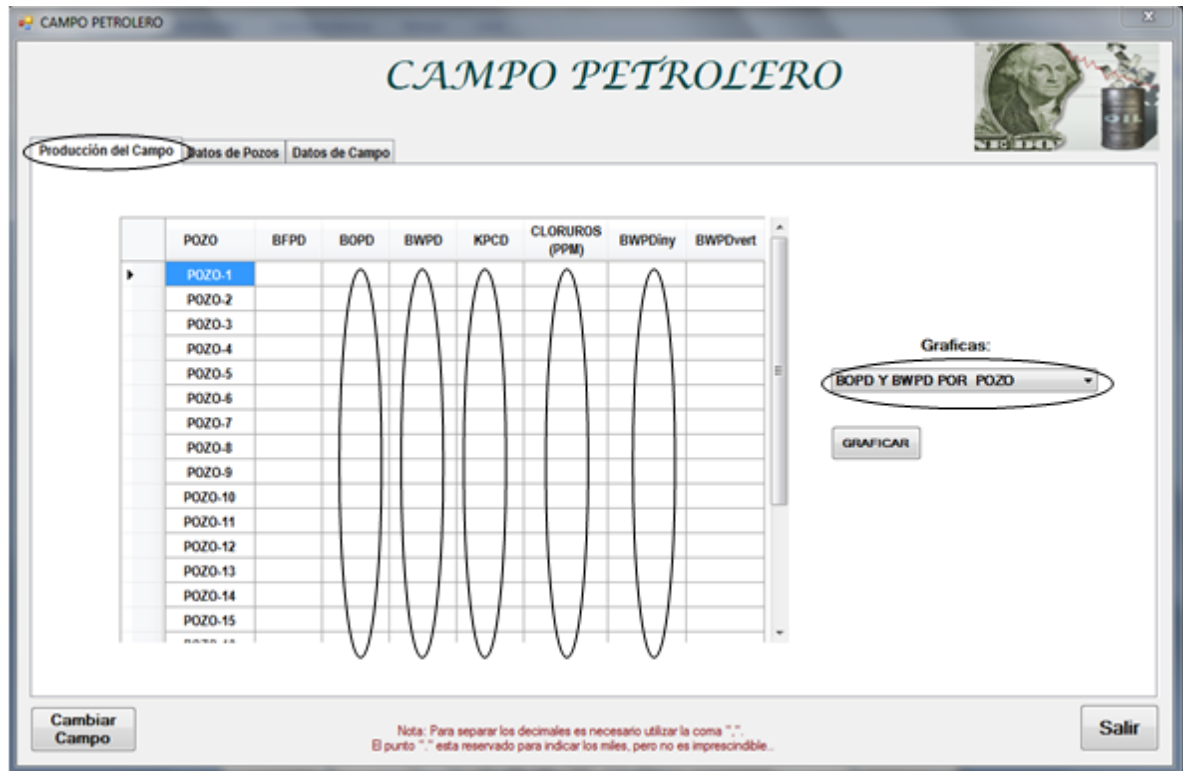 CAMPO PETROLERO
CAMPO PETROLERO
OIL
Producción del Campo Datos de Pozos Datos de Campo
POZO BFPD BOPD BWPD KPCD CLORUROS (PPM) BWPDiny BWPDvert
POZO-1
POZO-2
POZO-3
POZO-4
POZO-5
POZO-6
POZO-7
POZO-8
POZO-9
POZO-10
POZO-11
POZO-12
POZO-13
POZO-14
POZO-15
Graficas:
BOPD Y BWPD POR POZO
GRAFICAR
Cambiar
Campo
Nota: Para separar los decimales es necesario utilizar la coma ",".
El punto "." esta reservado para indicar los miles, pero no es imprescindible..
Salir